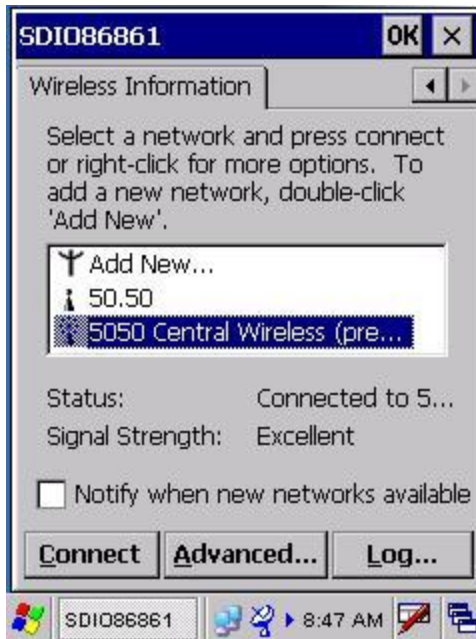 SDIO86861 OK
Wireless Information
Select a network and press connect
or right-click for more options. To
add a new network, double-click
'Add New'.
Add New...
50.50
5050 Central Wireless (pre...
Status: Connected to 5...
Signal Strength: Excellent
Notify when new networks available
Connect Advanced... Log...
SDIO86861 8:47 AM